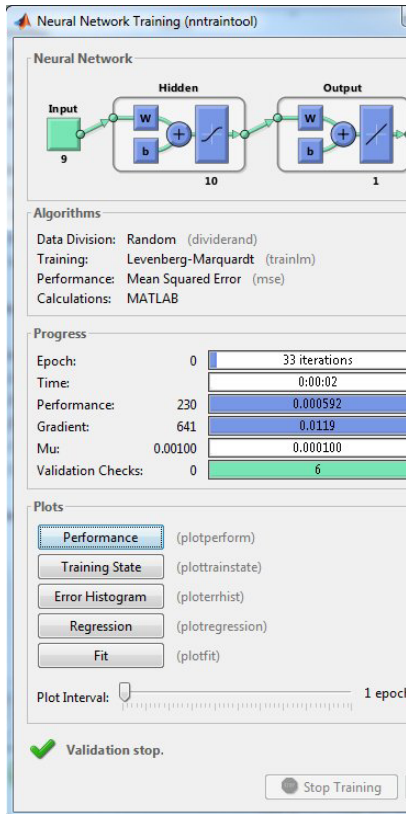 Neural Network Training (nntraintool)
Neural Network
Hidden
Output
Input
W
W
b
b
9
10
1
Algorithms
Data Division: Random (dividerand)
Training: Levenberg-Marquardt (trainlm)
Performance: Mean Squared Error (mse)
Calculations: MATLAB
Progress
Epoch: 0 33 iterations
Time: 0:00:02
Performance: 230 0.000592
Gradient: 641 0.0119
Mu: 0.00100 0.000100
Validation Checks: 0 6
Plots
Performance (plotperform)
Training State (plottrainstate)
Error Histogram (ploterrhist)
Regression (plotregression)
Fit (plotfit)
Plot Interval: 1 epoch
Validation stop.
Stop Training